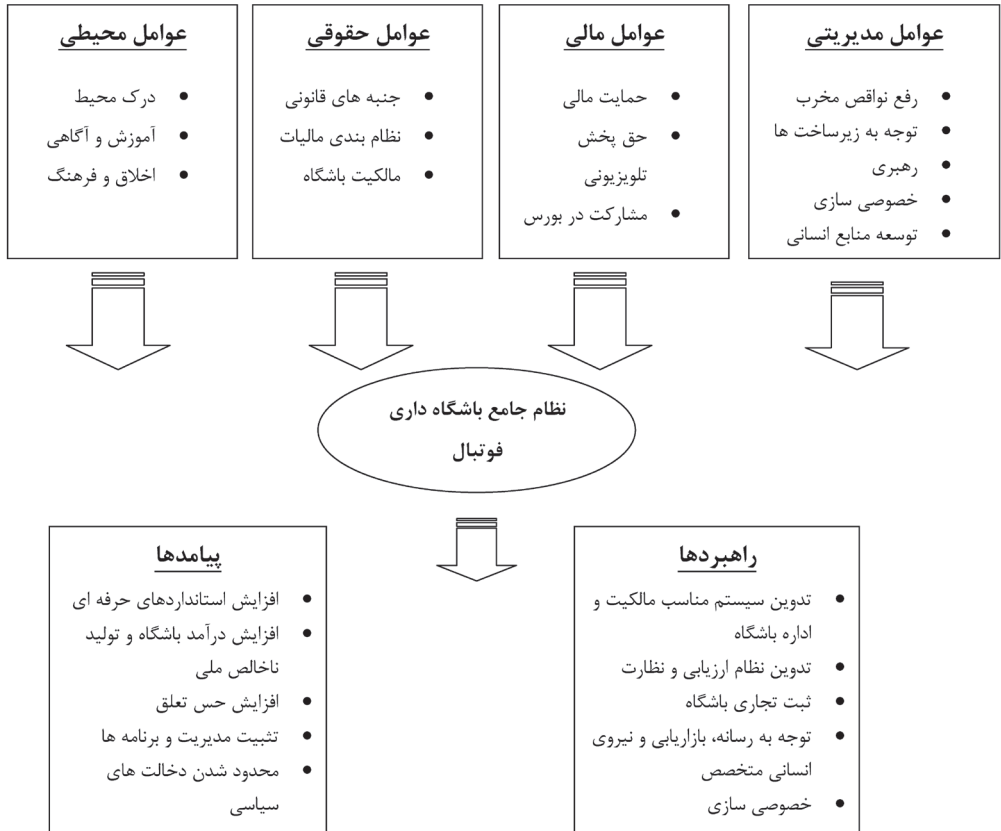 عوامل مدیریتی
رفع نواقص مخرب
توجه به زیرساخت ها
رهبری
خصوصی سازی
توسعه منابع انسانی
عوامل مالی
حمایت مالی
حق پخش
تلویزیونی
مشارکت در بورس
عوامل حقوقی
جنبه های قانونی
نظام بندی مالیات
مالکیت باشگاه
عوامل محیطی
درک محیط
آموزش و آگاهی
اخلاق و فرهنگ
نظام جامع باشگاه داری
فوتبال
راهبردها
تدوین سیستم مناسب مالکیت و
اداره باشگاه
تدوین نظام ارزیابی و نظارت
ثبت تجاری باشگاه
توجه به رسانه، بازاریابی و نیروی
انسانی متخصص
خصوصی سازی
پیامدها
افزایش استانداردهای حرفه ای
افزایش درآمد باشگاه و تولید
ناخالص ملی
افزایش حس تعلق
تثبیت مدیریت و برنامه ها
محدود شدن دخالت های
سیاسی